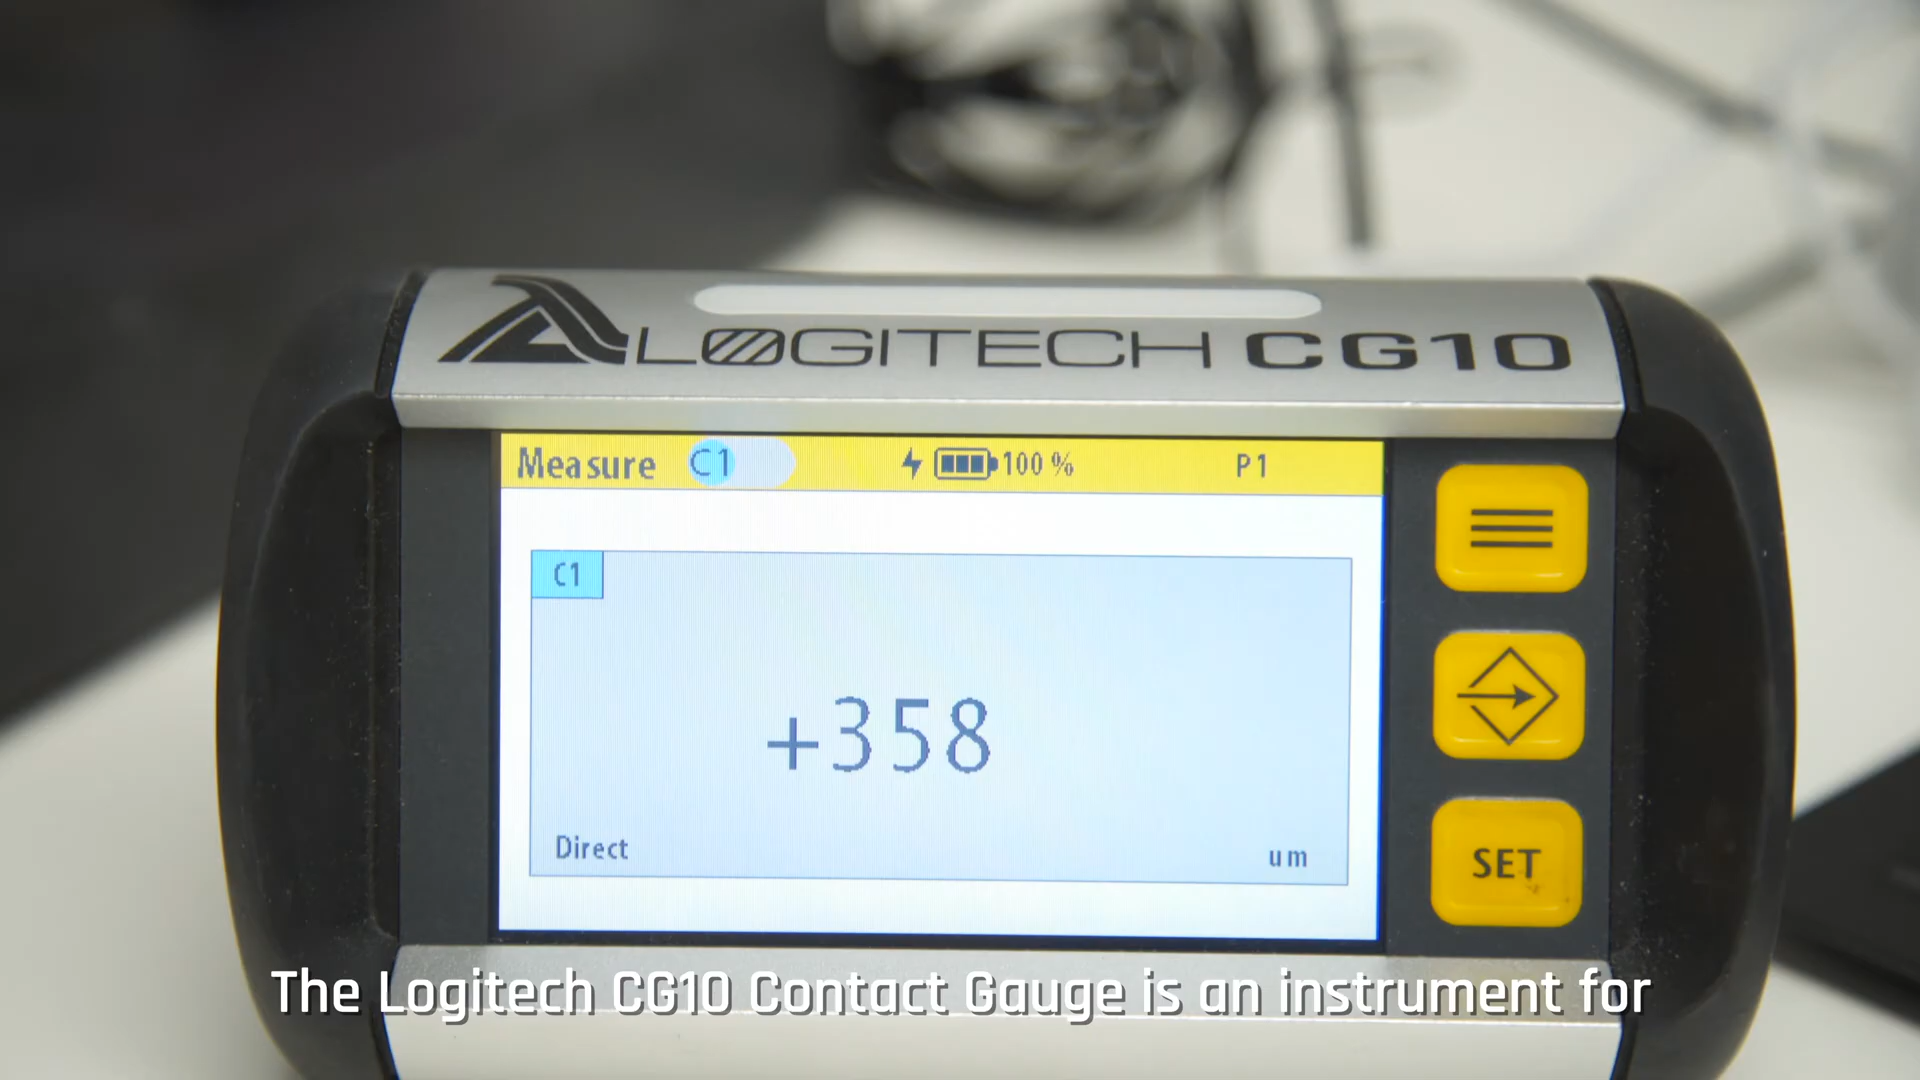 LOGITECH CG10
Measure C1 100 % P1
C1
+358
Direct um
SET
The Logitech CG10 Contact Gauge is an instrument for